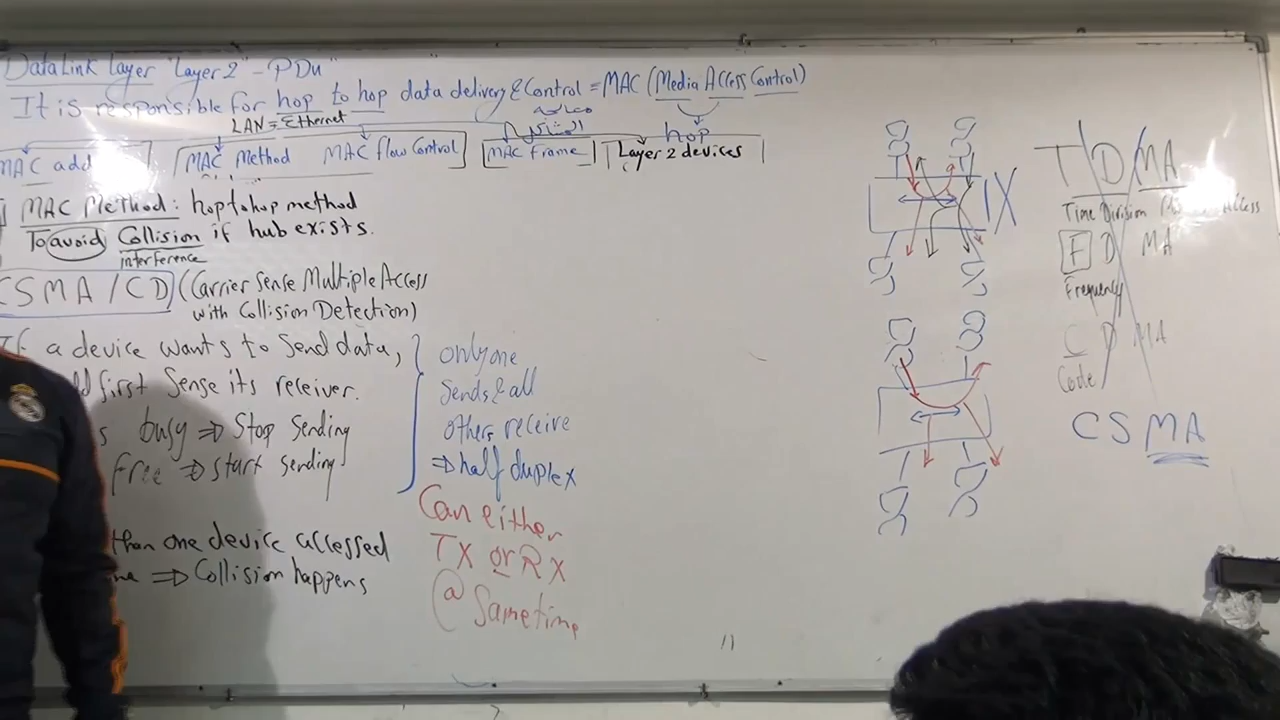 DataLink Layer "Layer 2" - PDU
It is responsible for hop to hop data delivery & Control = MAC (Media Access Control)
LAN = Ethernet
hop
MAC add
MAC Method MAC flow Control
MAC Frame
Layer 2 devices
MAC Method: hop to hop method
To avoid Collision if hub exists.
interference
CSMA/CD (Carrier Sense Multiple Access
with Collision Detection)
If a device wants to Send data,
first Sense its receiver.
busy ⇒ Stop Sending
free ⇒ start sending
than one device accessed
⇒ Collision happens
only one
Sends & all
others receive
⇒ half duplex
Can either
TX or RX
@ Sametime
TDMA
Time Division Access
FDMA
Frequency
CDMA
Code
CSMA